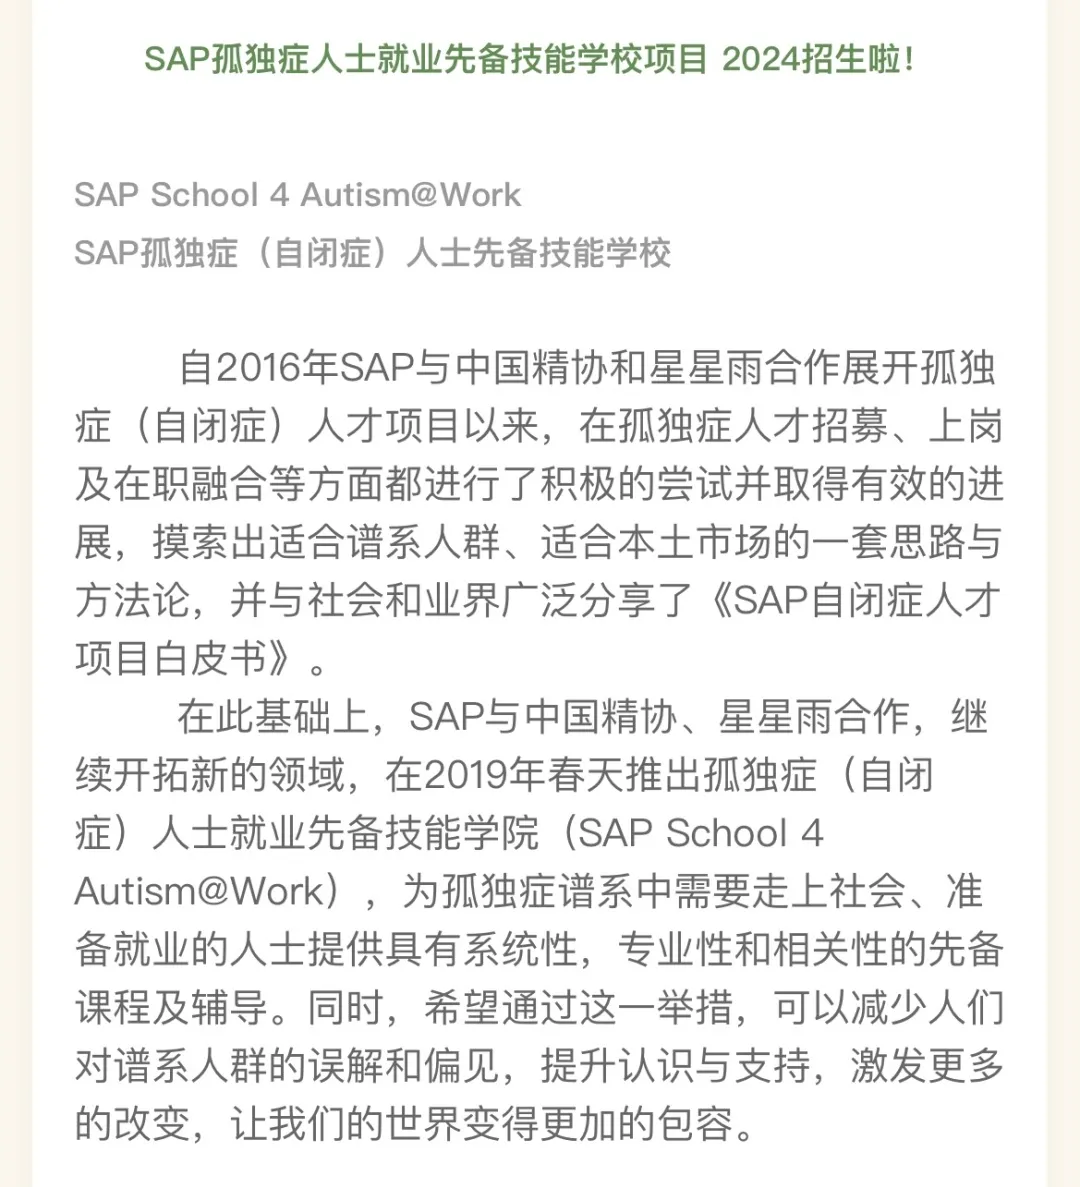 SAP孤独症人士就业先备技能学校项目 2024招生啦！
SAP School 4 Autism@Work
SAP孤独症（自闭症）人士先备技能学校
自2016年SAP与中国精协和星星雨合作展开孤独
症（自闭症）人才项目以来，在孤独症人才招募、上岗
及在职融合等方面都进行了积极的尝试并取得有效的进
展，摸索出适合谱系人群、适合本土市场的一套思路与
方法论，并与社会和业界广泛分享了《SAP自闭症人才
项目白皮书》。
在此基础上，SAP与中国精协、星星雨合作，继
续开拓新的领域，在2019年春天推出孤独症（自闭
症）人士就业先备技能学院（SAP School 4
Autism@Work），为孤独症谱系中需要走上社会、准
备就业的人士提供具有系统性，专业性和相关性的先备
课程及辅导。同时，希望通过这一举措，可以减少人们
对谱系人群的误解和偏见，提升认识与支持，激发更多
的改变，让我们的世界变得更加的包容。